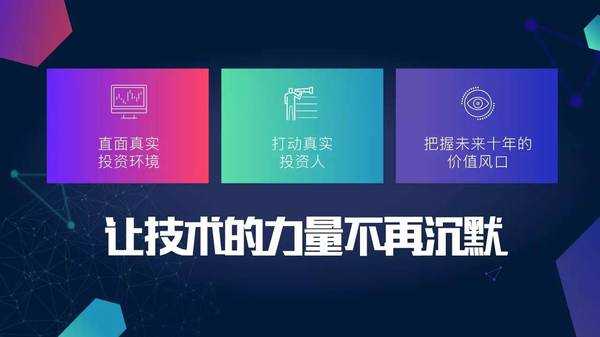 直面真实
投资环境
打动真实
投资人
把握未来十年的
价值风口
让技术的力量不再沉默